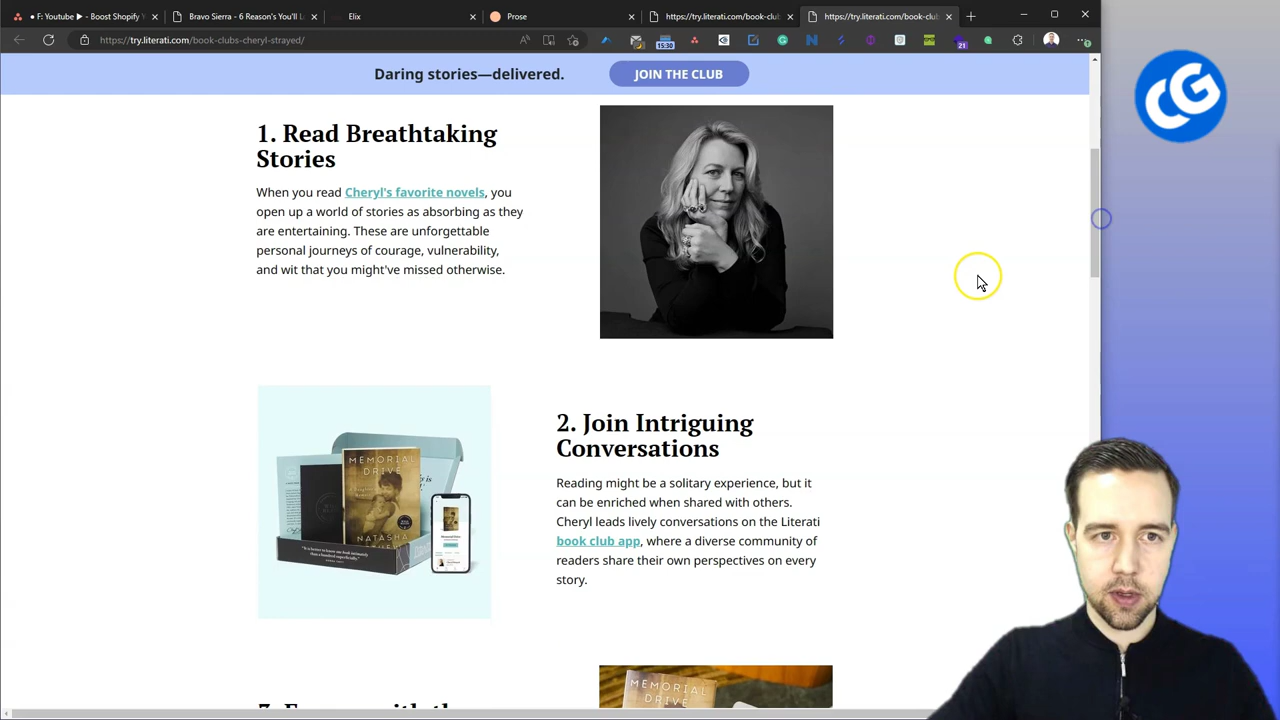 F: Youtube ▶ - Boost Shopify
Bravo Sierra - 6 Reason's You'll L
Elix
Prose
https://try.literati.com/book-club
https://try.literati.com/book-club
https://try.literati.com/book-clubs-cheryl-strayed/
15:30
21
CG
Daring stories—delivered.
JOIN THE CLUB
1. Read Breathtaking
Stories
When you read Cheryl's favorite novels, you
open up a world of stories as absorbing as they
are entertaining. These are unforgettable
personal journeys of courage, vulnerability,
and wit that you might've missed otherwise.
MEMORIAL
DRIVE
NATASHA
2. Join Intriguing
Conversations
Reading might be a solitary experience, but it
can be enriched when shared with others.
Cheryl leads lively conversations on the Literati
book club app, where a diverse community of
readers share their own perspectives on every
story.
MEMORIAL